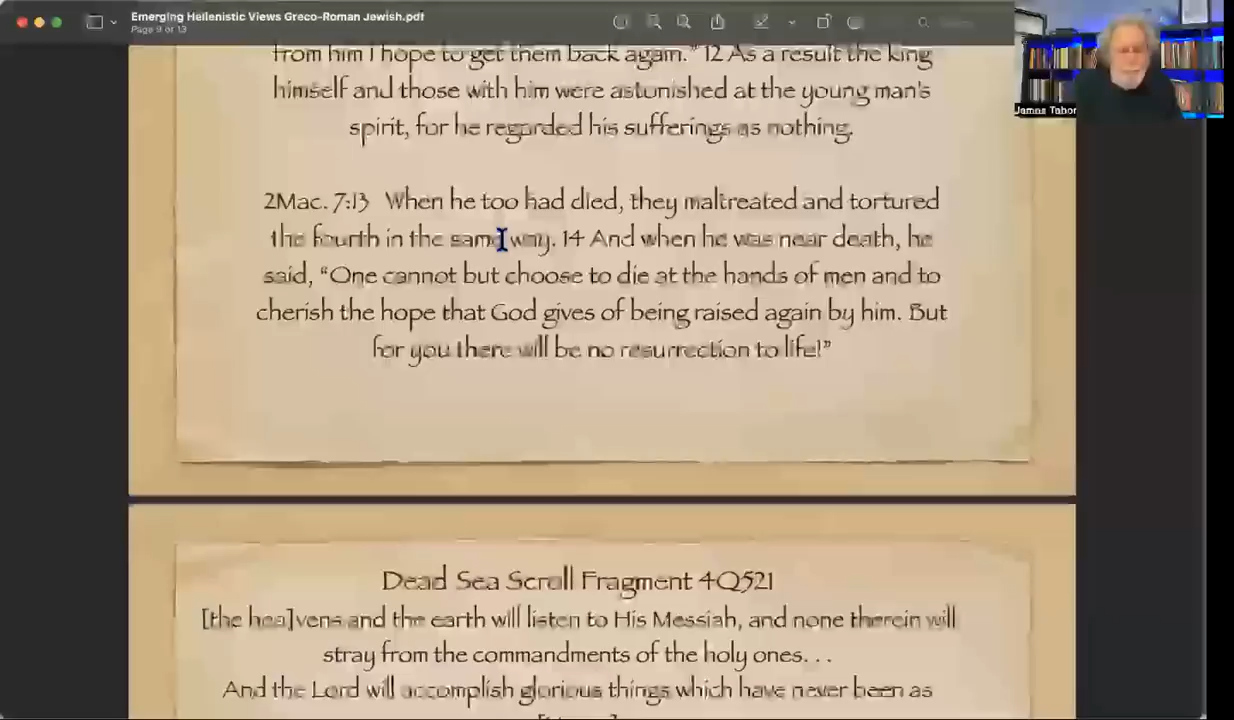 Emerging Hellenistic Views Greco-Roman Jewish.pdf
Page 9 of 13
from him I hope to get them back again." 12 As a result the king
himself and those with him were astonished at the young man's
spirit, for he regarded his sufferings as nothing.
2Mac. 7:13 When he too had died, they maltreated and tortured
the fourth in the same way. 14 And when he was near death, he
said, "One cannot but choose to die at the hands of men and to
cherish the hope that God gives of being raised again by him. But
for you there will be no resurrection to life!"
Dead Sea Scroll Fragment 4Q521
[the hea]vens and the earth will listen to His Messiah, and none therein will
stray from the commandments of the holy ones. . .
And the Lord will accomplish glorious things which have never been as
James Tabor